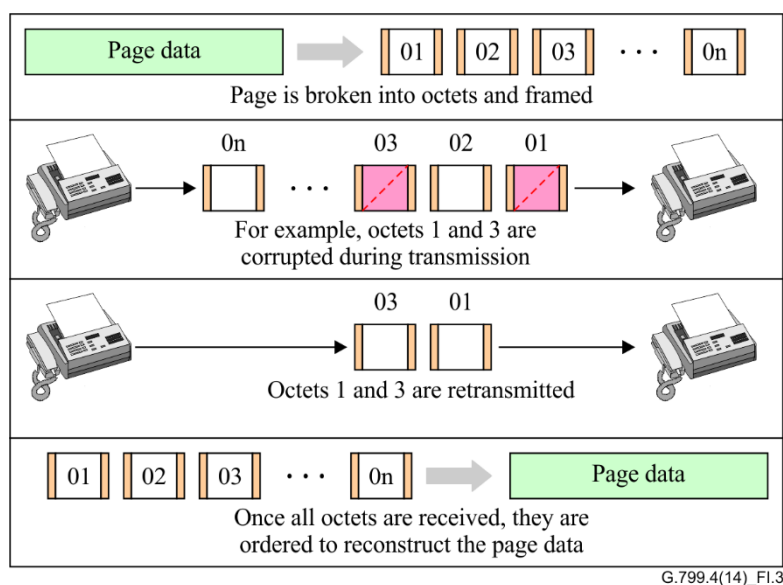 Page data
01 02 03 · · · 0n
Page is broken into octets and framed
0n · · · 03 02 01
For example, octets 1 and 3 are
corrupted during transmission
03 01
Octets 1 and 3 are retransmitted
01 02 03 · · · 0n
Page data
Once all octets are received, they are
ordered to reconstruct the page data
G.799.4(14)_FI.3